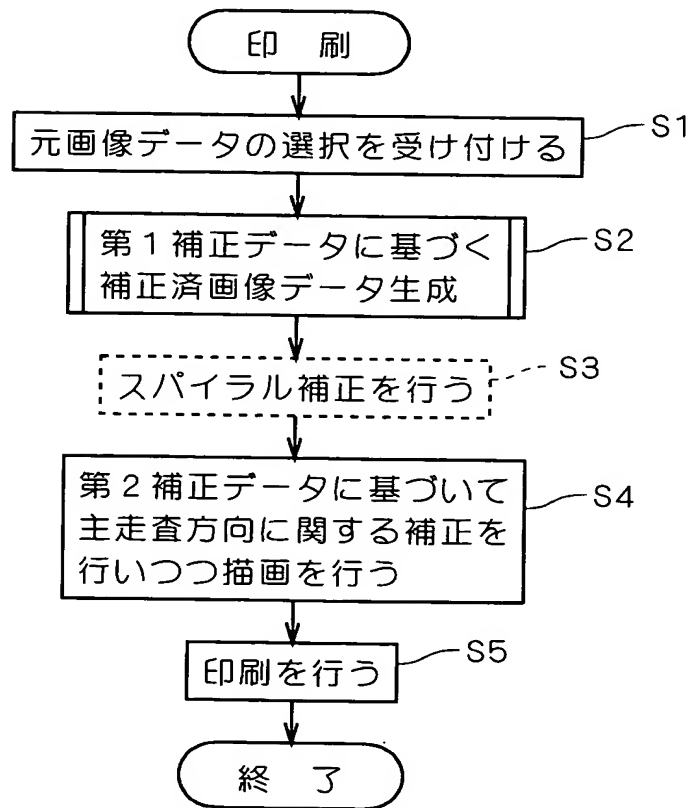 印 刷
元画像データの選択を受け付ける
S1
第1補正データに基づく
補正済画像データ生成
S2
スパイラル補正を行う
S3
第2補正データに基づいて
主走査方向に関する補正を
行いつつ描画を行う
S4
印刷を行う
S5
終 了